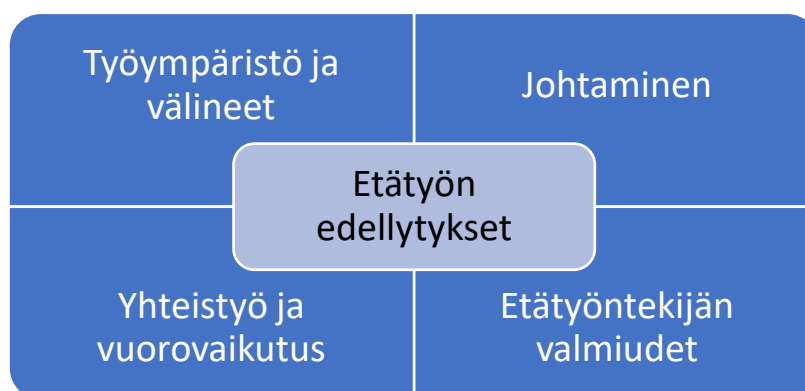 Työympäristö ja
välineet
Johtaminen
Etätyön
edellytykset
Yhteistyö ja
vuorovaikutus
Etätyöntekijän
valmiudet